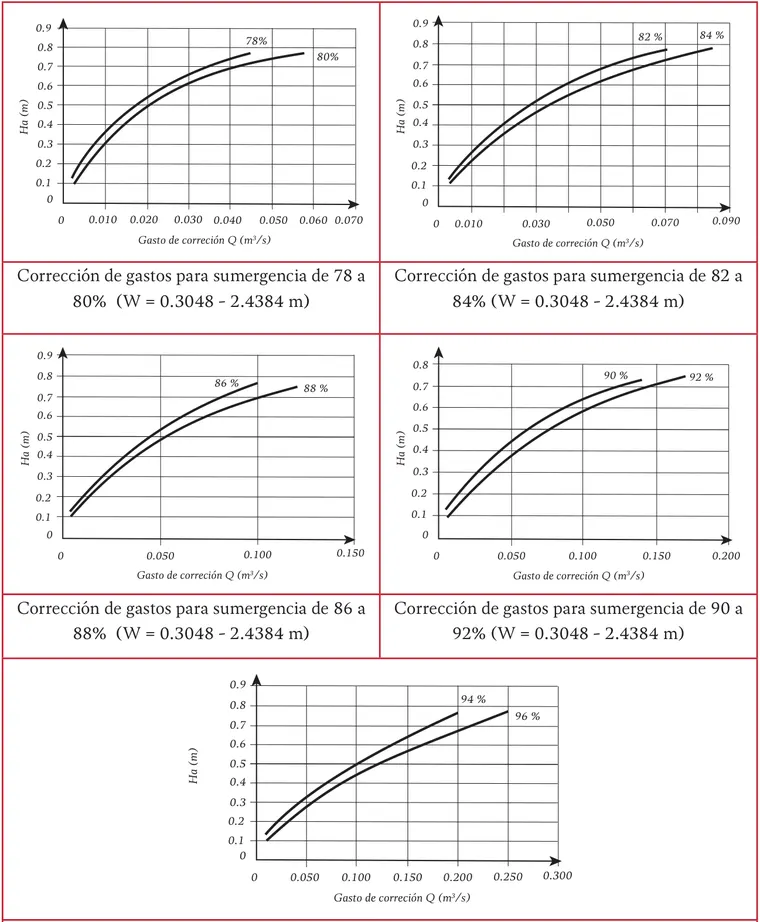 0.9
0.8
0.7
0.6
0.5
0.4
0.3
0.2
0.1
0
Ha (m)
78%
80%
0 0.010 0.020 0.030 0.040 0.050 0.060 0.070
Gasto de correción Q (m³/s)
0.9
0.8
0.7
0.6
0.5
0.4
0.3
0.2
0.1
0
Ha (m)
82 %
84 %
0 0.010 0.030 0.050 0.070 0.090
Gasto de correción Q (m³/s)
Corrección de gastos para sumergencia de 78 a
80% (W = 0.3048 - 2.4384 m)
Corrección de gastos para sumergencia de 82 a
84% (W = 0.3048 - 2.4384 m)
0.9
0.8
0.7
0.6
0.5
0.4
0.3
0.2
0.1
0
Ha (m)
86 %
88 %
0 0.050 0.100 0.150
Gasto de correción Q (m³/s)
0.8
0.7
0.6
0.5
0.4
0.3
0.2
0.1
0
Ha (m)
90 %
92 %
0 0.050 0.100 0.150 0.200
Gasto de correción Q (m³/s)
Corrección de gastos para sumergencia de 86 a
88% (W = 0.3048 - 2.4384 m)
Corrección de gastos para sumergencia de 90 a
92% (W = 0.3048 - 2.4384 m)
0.9
0.8
0.7
0.6
0.5
0.4
0.3
0.2
0.1
0
Ha (m)
94 %
96 %
0 0.050 0.100 0.150 0.200 0.250 0.300
Gasto de correción Q (m³/s)